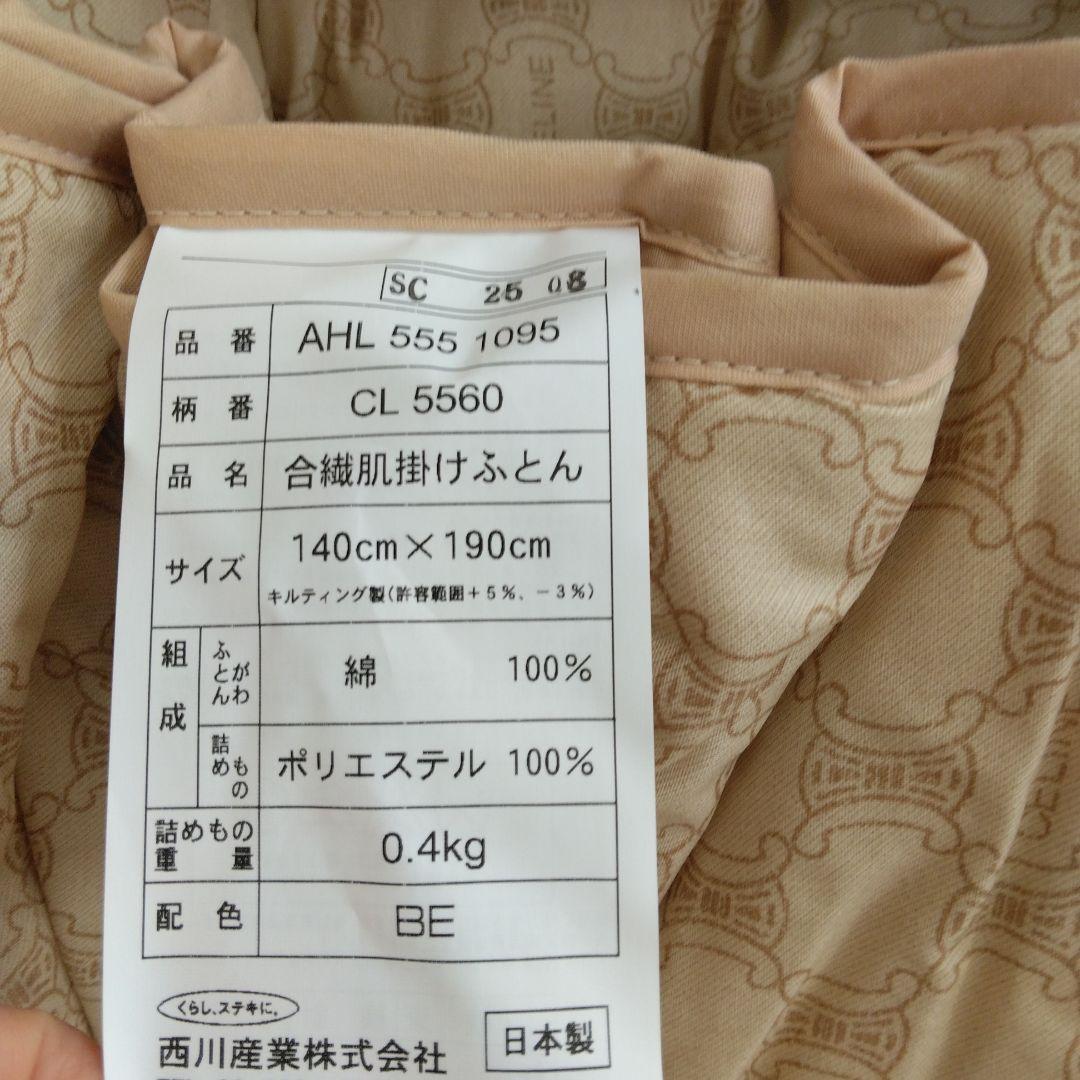 CELINE
SC 25 08
品番 AHL 555 1095
柄番 CL 5560
品名 合繊肌掛けふとん
サイズ 140cm×190cm
キルティング製(許容範囲+5%、-3%)
組成 ふとんがわ 綿 100%
詰めもの ポリエステル 100%
詰めもの重量 0.4kg
配色 BE
くらし、ステキに。
西川産業株式会社
日本製
CELINE